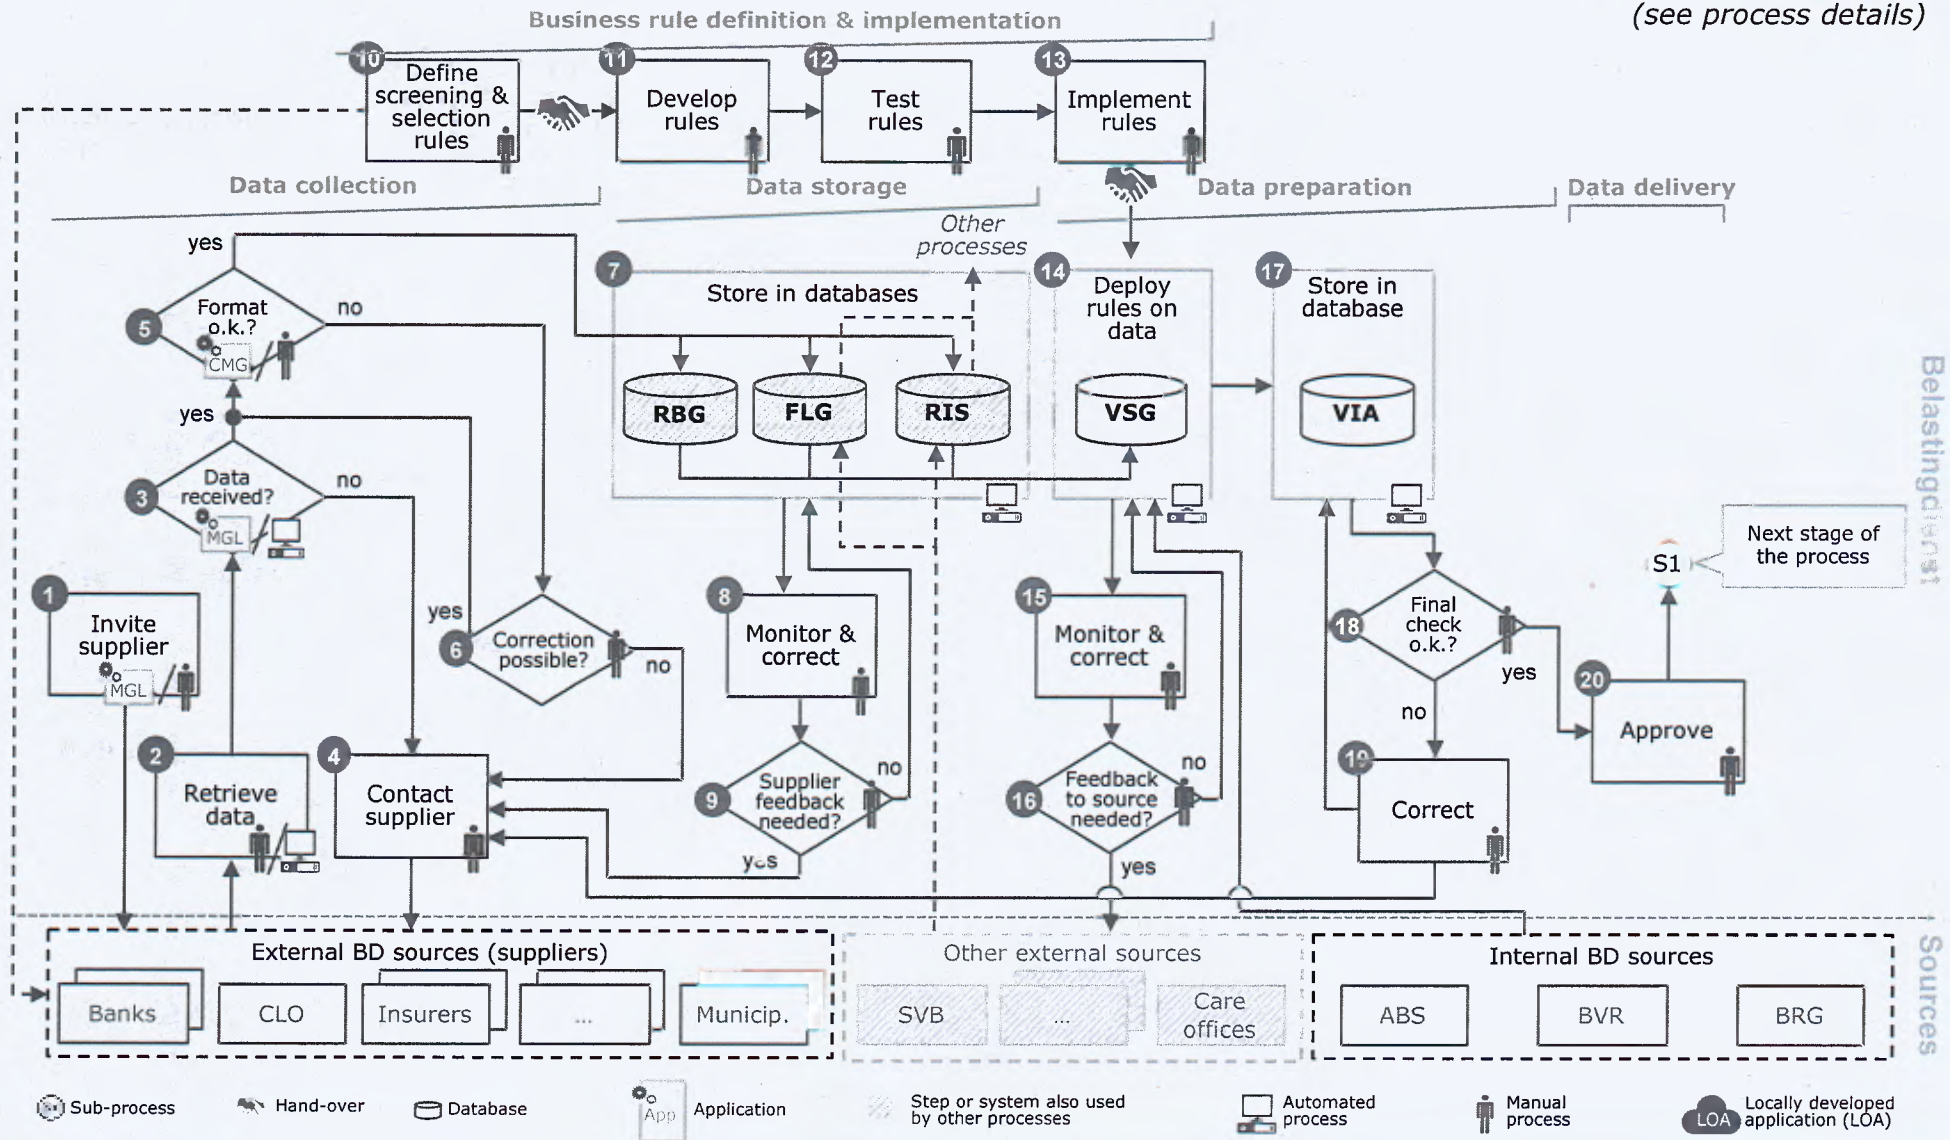 (see process details)
Business rule definition & implementation
10
Define
screening &
selection
rules
11
Develop
rules
12
Test
rules
13
Implement
rules
Data collection
Data storage
Data preparation
Data delivery
yes
5
Format
o.k.?
CMG
no
Other
processes
7
Store in databases
RBG
FLG
RIS
14
Deploy
rules on
data
VSG
17
Store in
database
VIA
Belastingdienst
yes
3
Data
received?
MGL
no
1
Invite
supplier
MGL
2
Retrieve
data
4
Contact
supplier
yes
6
Correction
possible?
no
8
Monitor &
correct
9
Supplier
feedback
needed?
no
yes
15
Monitor &
correct
16
Feedback
to source
needed?
no
yes
18
Final
check
o.k.?
yes
no
19
Correct
20
Approve
S1
Next stage of
the process
Sources
External BD sources (suppliers)
Banks
CLO
Insurers
...
Municip.
Other external sources
SVB
...
Care
offices
Internal BD sources
ABS
BVR
BRG
Sub-process
Hand-over
Database
App
Application
Step or system also used
by other processes
Automated
process
Manual
process
LOA
Locally developed
application (LOA)